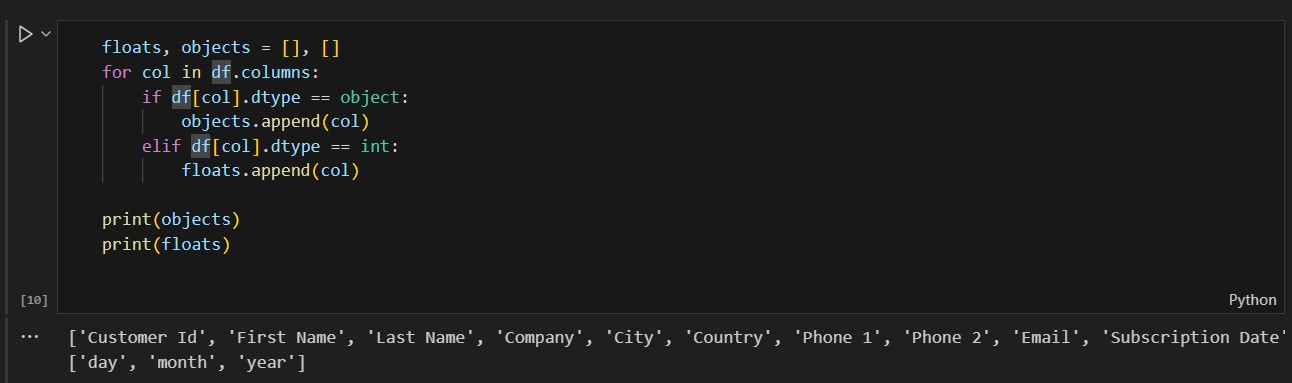 floats, objects = [], []
for col in df.columns:
    if df[col].dtype == object:
        objects.append(col)
    elif df[col].dtype == int:
        floats.append(col)
print(objects)
print(floats)
[10]
Python
['Customer Id', 'First Name', 'Last Name', 'Company', 'City', 'Country', 'Phone 1', 'Phone 2', 'Email', 'Subscription Date'
['day', 'month', 'year']